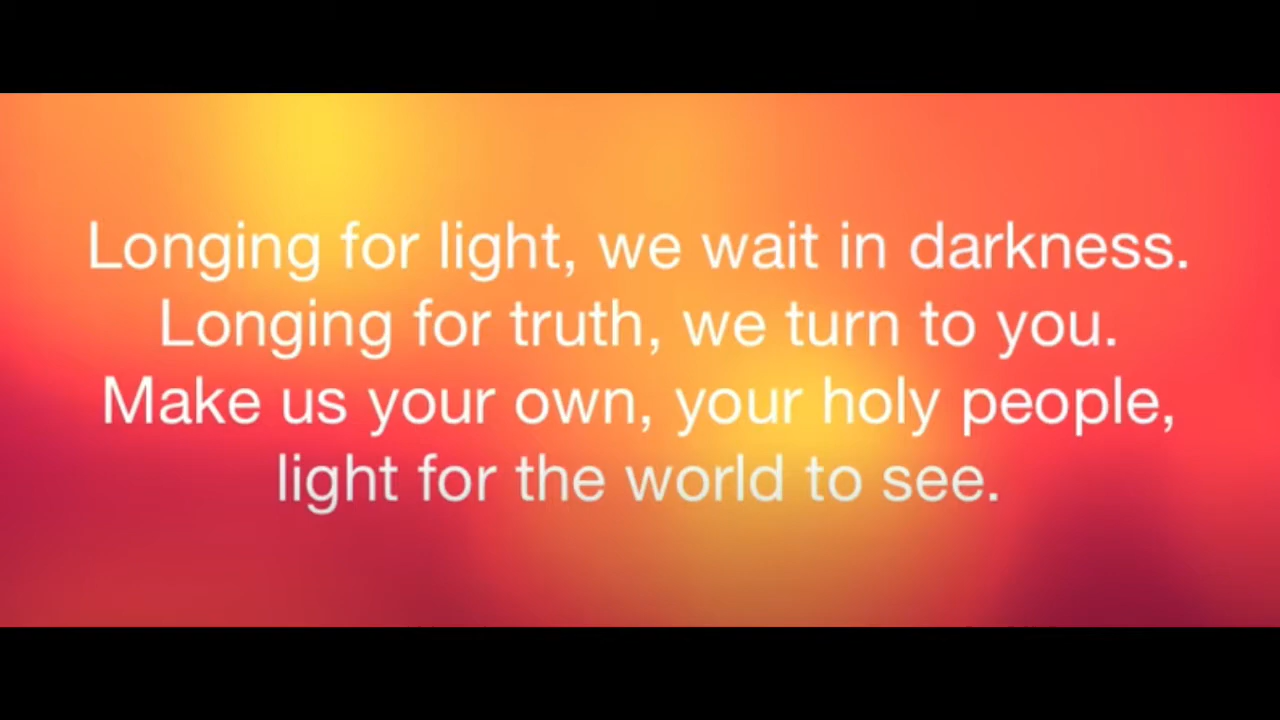 Longing for light, we wait in darkness.
Longing for truth, we turn to you.
Make us your own, your holy people,
light for the world to see.